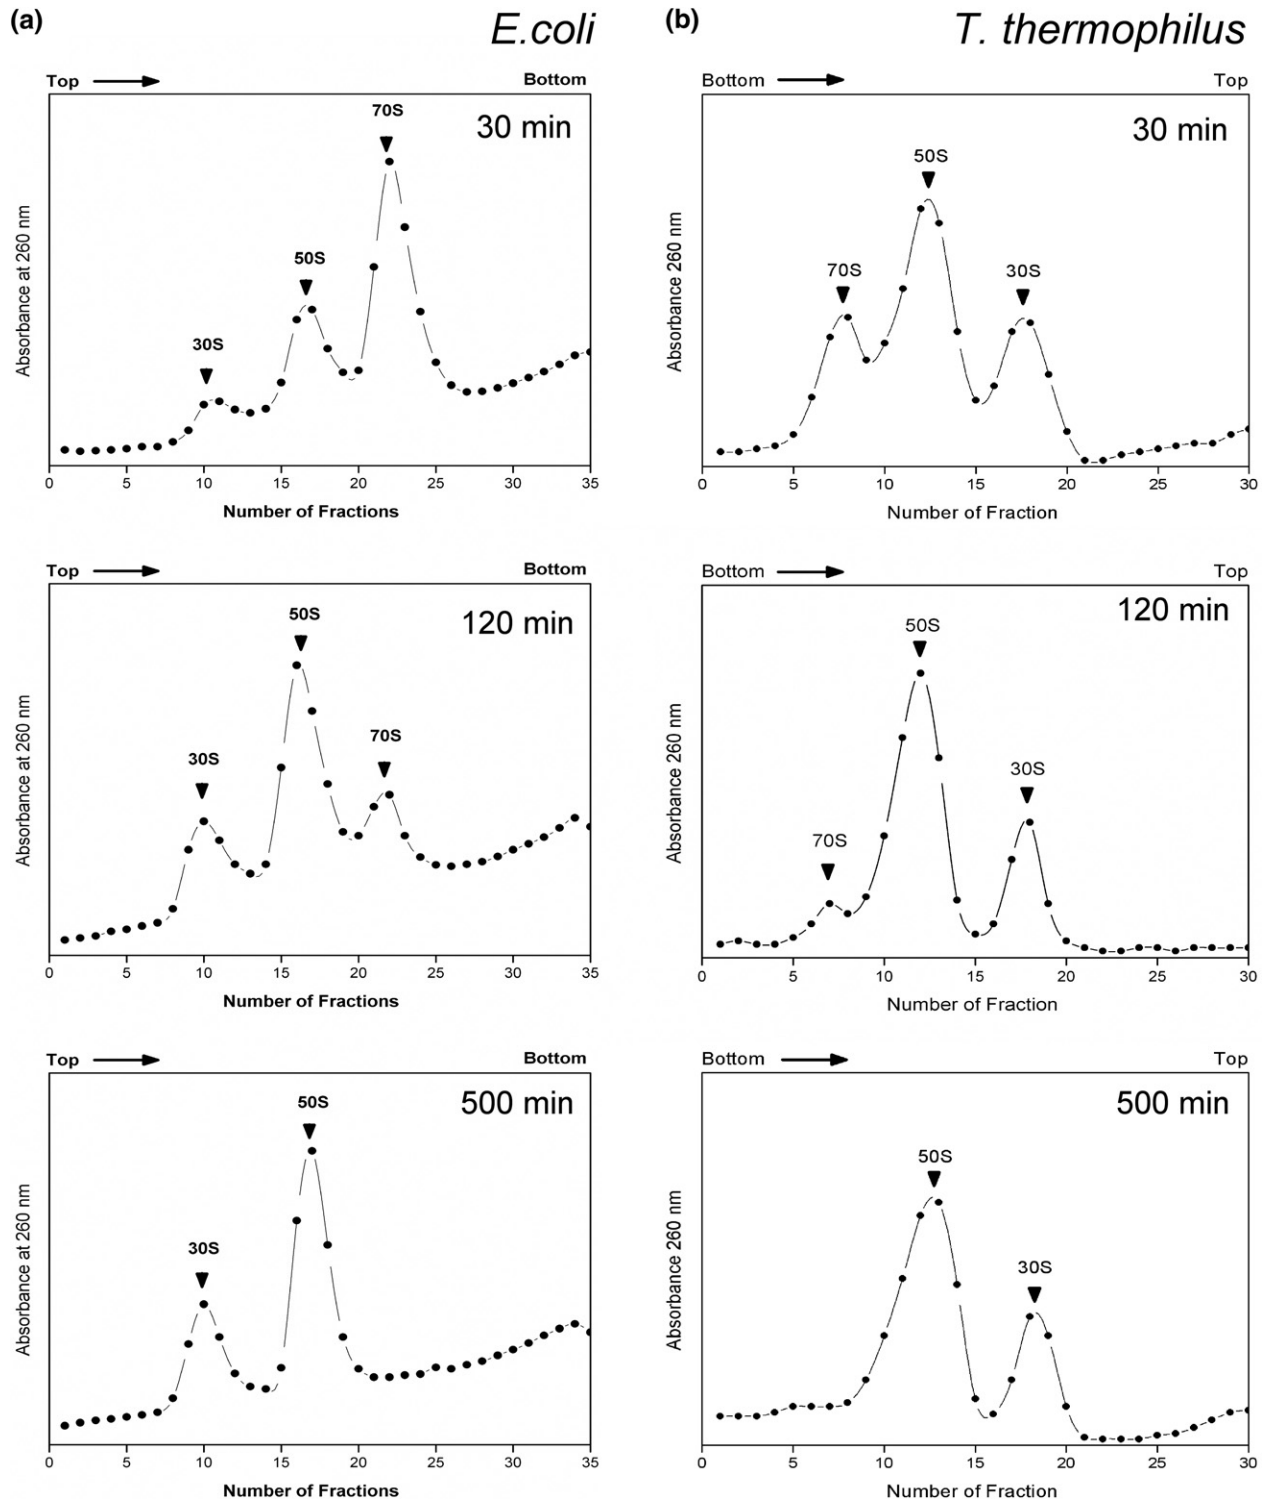 (a)
E.coli
Top
Bottom
70S
30 min
50S
30S
Absorbance at 260 nm
0 5 10 15 20 25 30 35
Number of Fractions
Top
Bottom
50S
120 min
70S
30S
Absorbance at 260 nm
0 5 10 15 20 25 30 35
Number of Fractions
Top
Bottom
50S
500 min
30S
Absorbance at 260 nm
0 5 10 15 20 25 30 35
Number of Fractions
(b)
T. thermophilus
Bottom
Top
30 min
50S
70S
30S
Absorbance 260 nm
0 5 10 15 20 25 30
Number of Fraction
Bottom
Top
120 min
50S
30S
70S
Absorbance 260 nm
0 5 10 15 20 25 30
Number of Fraction
Bottom
Top
500 min
50S
30S
Absorbance 260 nm
0 5 10 15 20 25 30
Number of Fraction